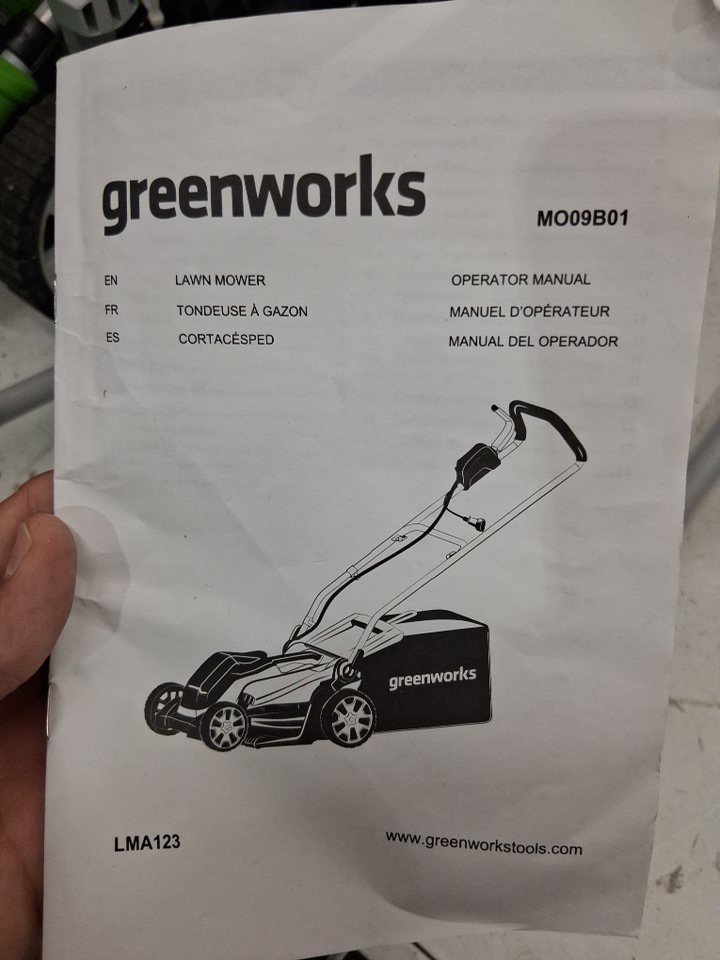 greenworks
MO09B01
EN LAWN MOWER OPERATOR MANUAL
FR TONDEUSE À GAZON MANUEL D'OPÉRATEUR
ES CORTACÉSPED MANUAL DEL OPERADOR
greenworks
LMA123
www.greenworkstools.com